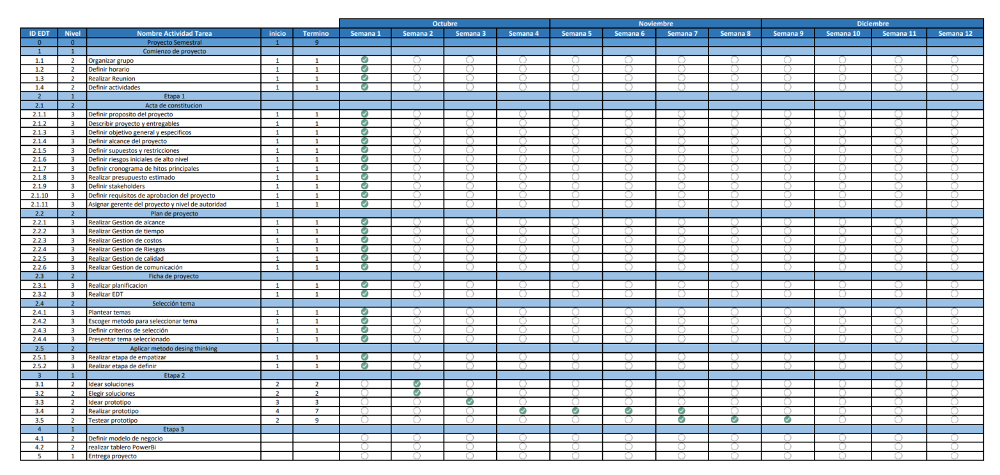 Octubre Noviembre Diciembre
ID EDT Nivel Nombre Actividad Tarea inicio Termino Semana 1 Semana 2 Semana 3 Semana 4 Semana 5 Semana 6 Semana 7 Semana 8 Semana 9 Semana 10 Semana 11 Semana 12
0 0 Proyecto Semestral 1 9
1 1 Comienzo de proyecto
1.1 2 Organizar grupo 1 1
1.2 2 Definir horario 1 1
1.3 2 Realizar Reunion 1 1
1.4 2 Definir actividades 1 1
2 1 Etapa 1
2.1 2 Acta de constitucion
2.1.1 3 Definir proposito del proyecto 1 1
2.1.2 3 Describir proyecto y entregables 1 1
2.1.3 3 Definir objetivo general y especificos 1 1
2.1.4 3 Definir alcance del proyecto 1 1
2.1.5 3 Definir supuestos y restricciones 1 1
2.1.6 3 Definir riesgos iniciales de alto nivel 1 1
2.1.7 3 Definir cronograma de hitos principales 1 1
2.1.8 3 Realizar presupuesto estimado 1 1
2.1.9 3 Definir stakeholders 1 1
2.1.10 3 Definir requisitos de aprobacion del proyecto 1 1
2.1.11 3 Asignar gerente del proyecto y nivel de autoridad 1 1
2.2 2 Plan de proyecto
2.2.1 3 Realizar Gestion de alcance 1 1
2.2.2 3 Realizar Gestion de tiempo 1 1
2.2.3 3 Realizar Gestion de costos 1 1
2.2.4 3 Realizar Gestion de Riesgos 1 1
2.2.5 3 Realizar Gestion de calidad 1 1
2.2.6 3 Realizar Gestion de comunicación 1 1
2.3 2 Ficha de proyecto
2.3.1 3 Realizar planificacion 1 1
2.3.2 3 Realizar EDT 1 1
2.4 2 Selección tema
2.4.1 3 Plantear temas 1 1
2.4.2 3 Escoger metodo para seleccionar tema 1 1
2.4.3 3 Definir criterios de selección 1 1
2.4.4 3 Presentar tema seleccionado 1 1
2.5 2 Aplicar metodo desing thinking
2.5.1 3 Realizar etapa de empatizar 1 1
2.5.2 3 Realizar etapa de definir 1 1
3 1 Etapa 2
3.1 2 Idear soluciones 2 2
3.2 2 Elegir soluciones 2 2
3.3 2 Idear prototipo 3 3
3.4 2 Realizar prototipo 4 7
3.5 2 Testear prototipo 2 9
4 1 Etapa 3
4.1 2 Definir modelo de negocio
4.2 2 realizar tablero PowerBi
5 1 Entrega proyecto